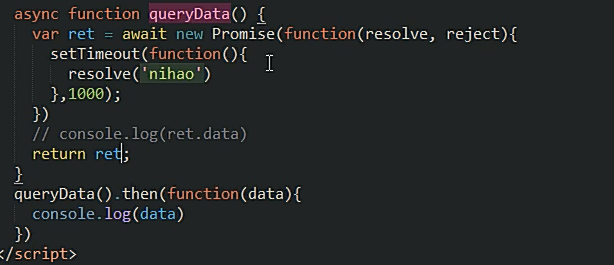 async function queryData() {
var ret = await new Promise(function(resolve, reject){
setTimeout(function(){
resolve('nihao')
},1000);
})
// console.log(ret.data)
return ret;
}
queryData().then(function(data){
console.log(data)
})
</script>